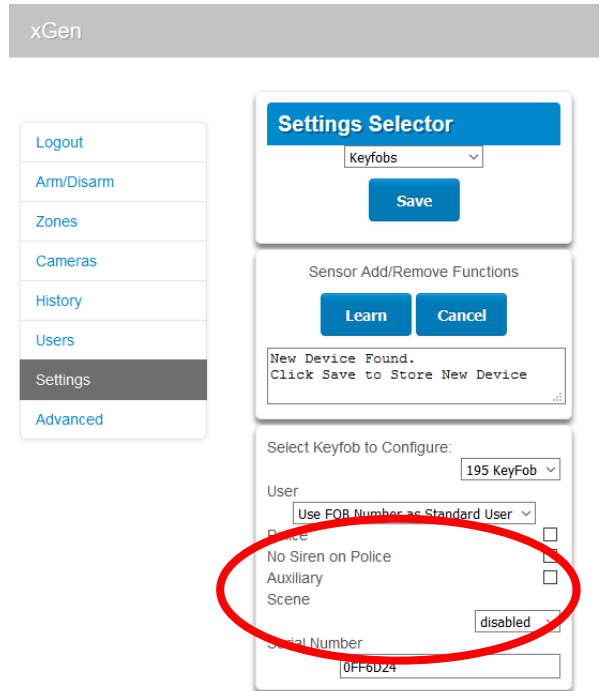 xGen
Logout
Arm/Disarm
Zones
Cameras
History
Users
Settings
Advanced
Settings Selector
Keyfobs
Save
Sensor Add/Remove Functions
Learn Cancel
New Device Found.
Click Save to Store New Device
Select Keyfob to Configure:
195 KeyFob
User
Use FOB Number as Standard User
Police
No Siren on Police
Auxiliary
Scene
disabled
Serial Number
0FF6D24